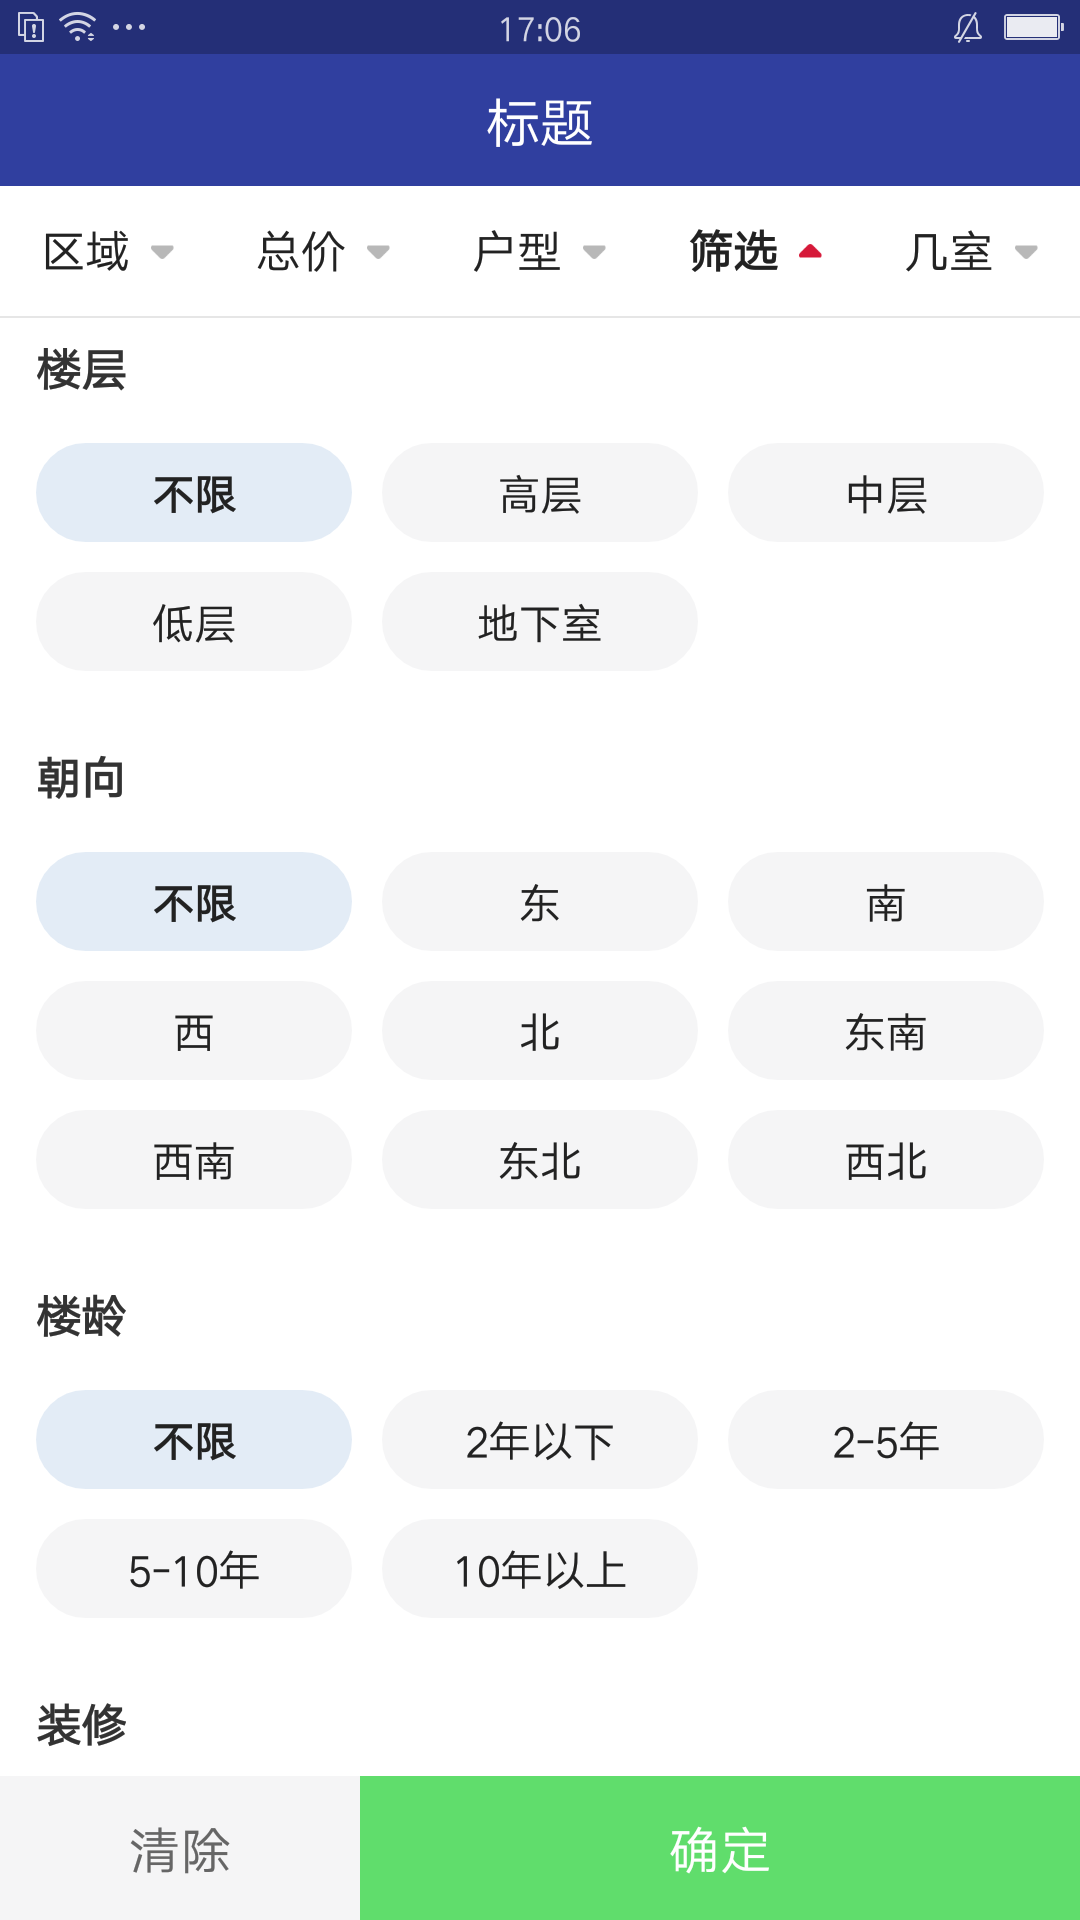 17:06
标题
区域 总价 户型 筛选 几室
楼层
不限 高层 中层
低层 地下室
朝向
不限 东 南
西 北 东南
西南 东北 西北
楼龄
不限 2年以下 2-5年
5-10年 10年以上
装修
清除 确定